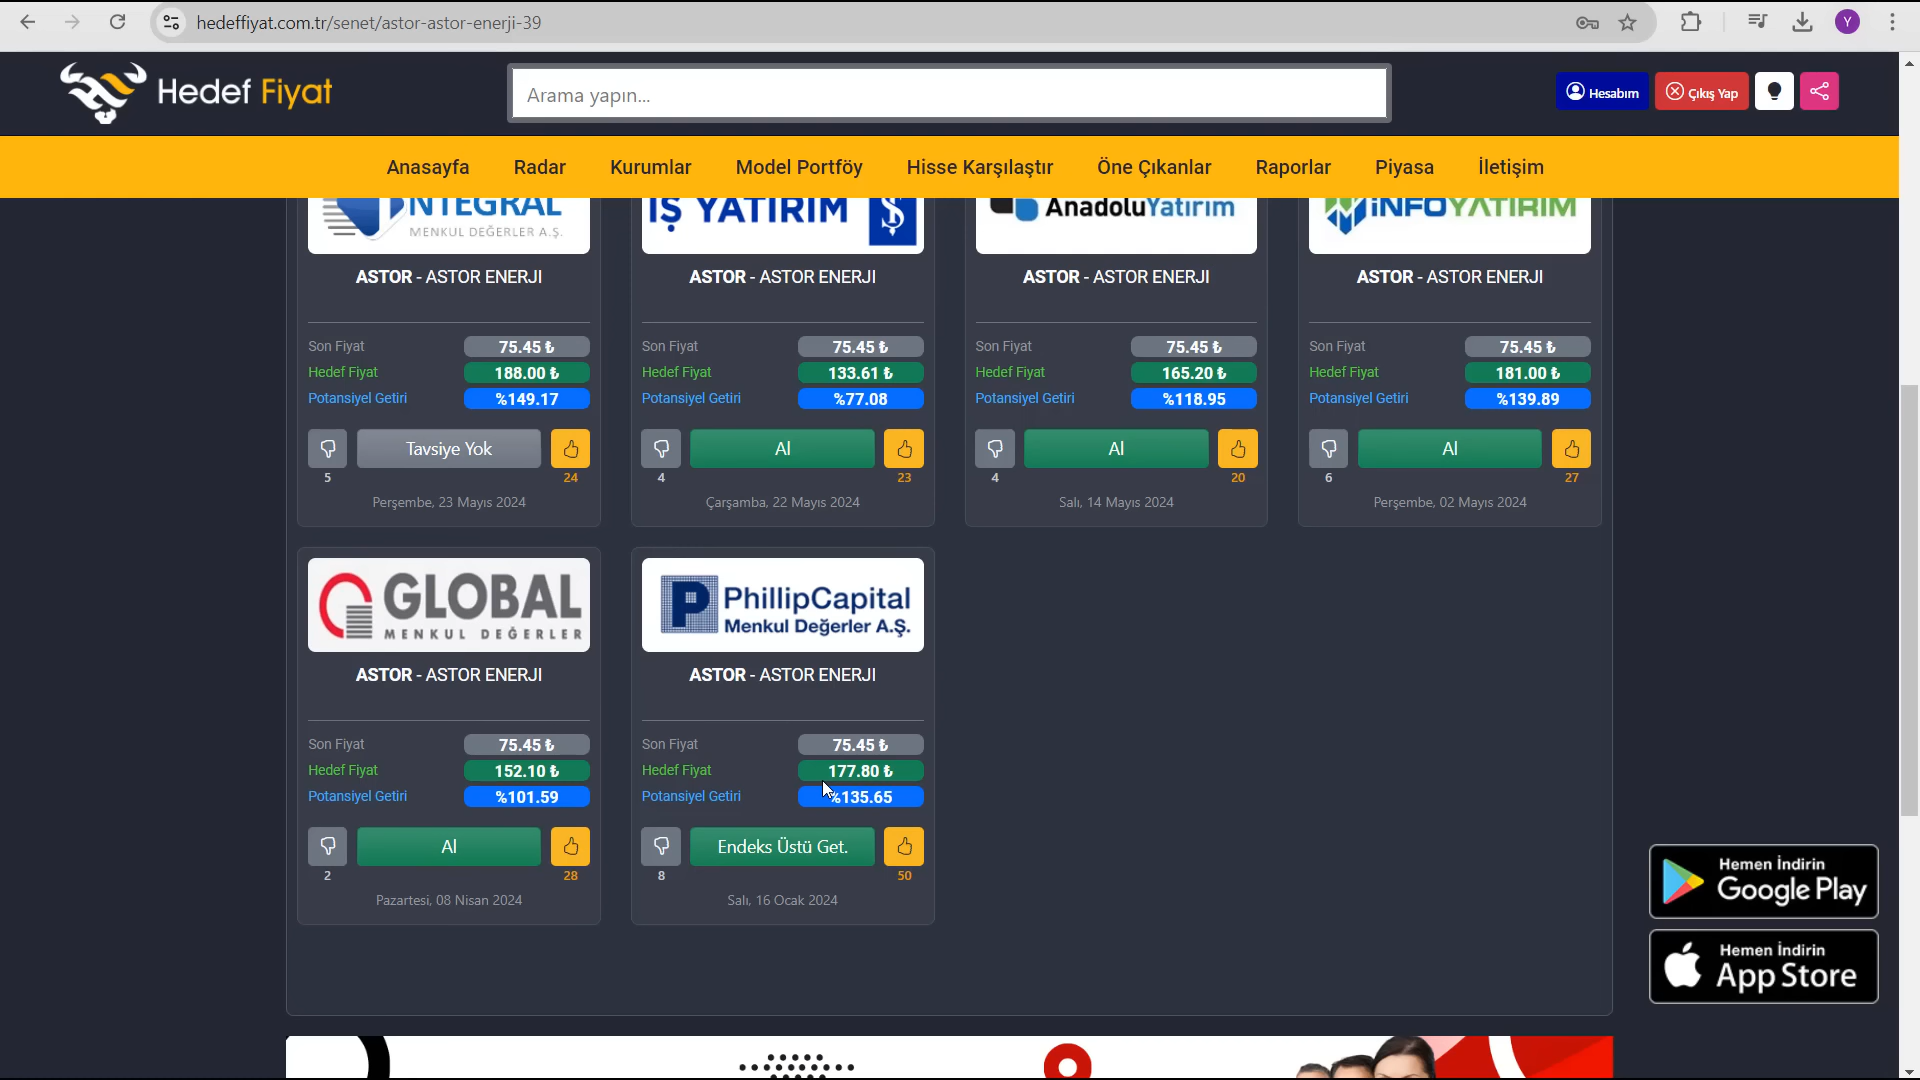 hedeffiyat.com.tr/senet/astor-astor-enerji-39
Y
Hedef Fiyat
Arama yapın...
Hesabım
Çıkış Yap
Anasayfa
Radar
Kurumlar
Model Portföy
Hisse Karşılaştır
Öne Çıkanlar
Raporlar
Piyasa
İletişim
NTEGRAL
MENKUL DEĞERLER A.Ş.
ASTOR - ASTOR ENERJI
Son Fiyat 75.45 ₺
Hedef Fiyat 188.00 ₺
Potansiyel Getiri %149.17
Tavsiye Yok
5
24
Perşembe, 23 Mayıs 2024
İŞ YATIRIM
ASTOR - ASTOR ENERJI
Son Fiyat 75.45 ₺
Hedef Fiyat 133.61 ₺
Potansiyel Getiri %77.08
Al
4
23
Çarşamba, 22 Mayıs 2024
AnadoluYatırım
ASTOR - ASTOR ENERJI
Son Fiyat 75.45 ₺
Hedef Fiyat 165.20 ₺
Potansiyel Getiri %118.95
Al
4
20
Salı, 14 Mayıs 2024
iNFOYATIRIM
ASTOR - ASTOR ENERJI
Son Fiyat 75.45 ₺
Hedef Fiyat 181.00 ₺
Potansiyel Getiri %139.89
Al
6
27
Perşembe, 02 Mayıs 2024
GLOBAL
MENKUL DEĞERLER
ASTOR - ASTOR ENERJI
Son Fiyat 75.45 ₺
Hedef Fiyat 152.10 ₺
Potansiyel Getiri %101.59
Al
2
28
Pazartesi, 08 Nisan 2024
PhillipCapital
Menkul Değerler A.Ş.
ASTOR - ASTOR ENERJI
Son Fiyat 75.45 ₺
Hedef Fiyat 177.80 ₺
Potansiyel Getiri %135.65
Endeks Üstü Get.
8
50
Salı, 16 Ocak 2024
Hemen İndirin
Google Play
Hemen İndirin
App Store